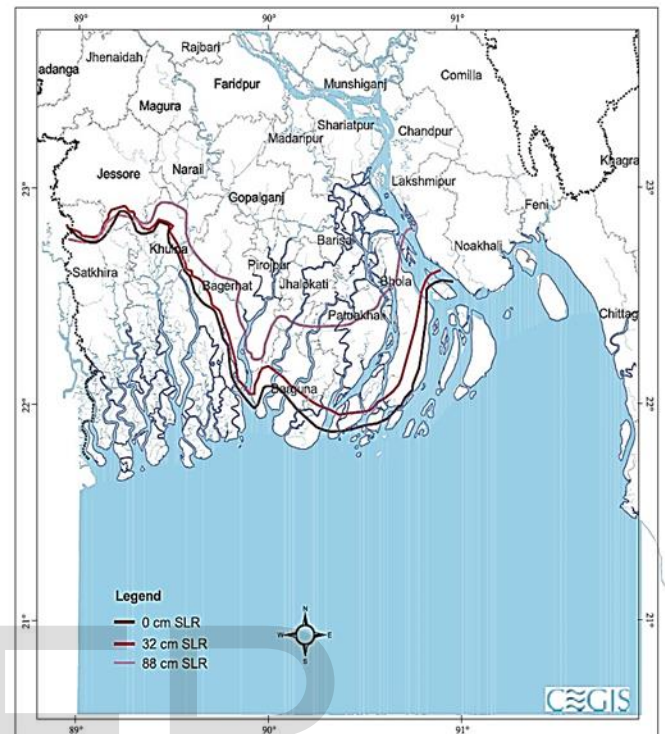 89° 90° 91°
Rajbari
Jhenaidah
adanga
Comilla
Faridpur
Munshiganj
Magura
Shariatpur
Chandpur
Madaripur
Khagra
23°
Jessore
Narail
Lakshmipur
23°
Gopalganj
Feni
Barisal
Noakhali
Khulna
Pirojpur
Satkhira
Bagerhat
Jhalokati
Bhola
Patuakhali
Chittag
22°
Barguna
22°
Legend
0 cm SLR
32 cm SLR
88 cm SLR
N
W E
S
21°
21°
CEGIS
89° 90° 91°